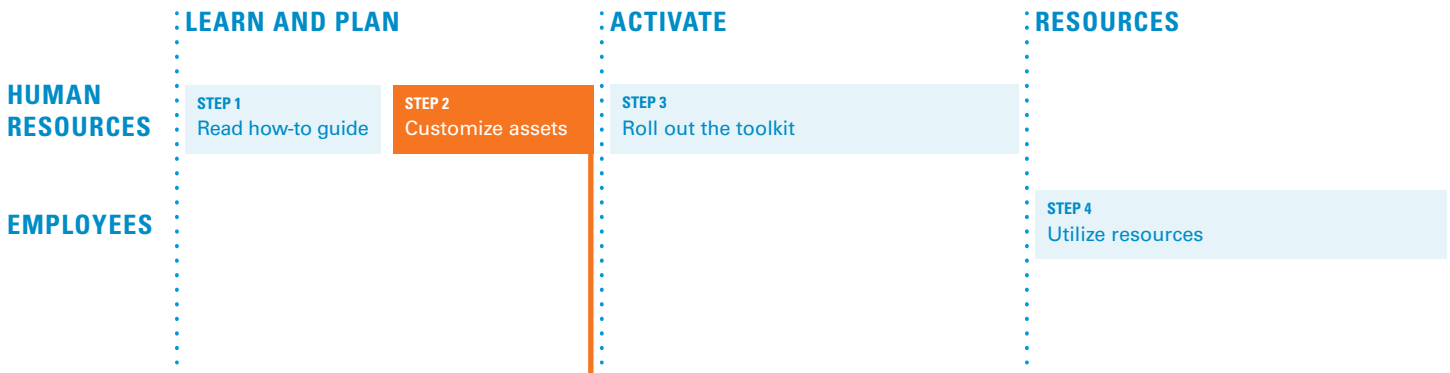 LEARN AND PLAN
ACTIVATE
RESOURCES
HUMAN
RESOURCES
STEP 1
Read how-to guide
STEP 2
Customize assets
STEP 3
Roll out the toolkit
EMPLOYEES
STEP 4
Utilize resources